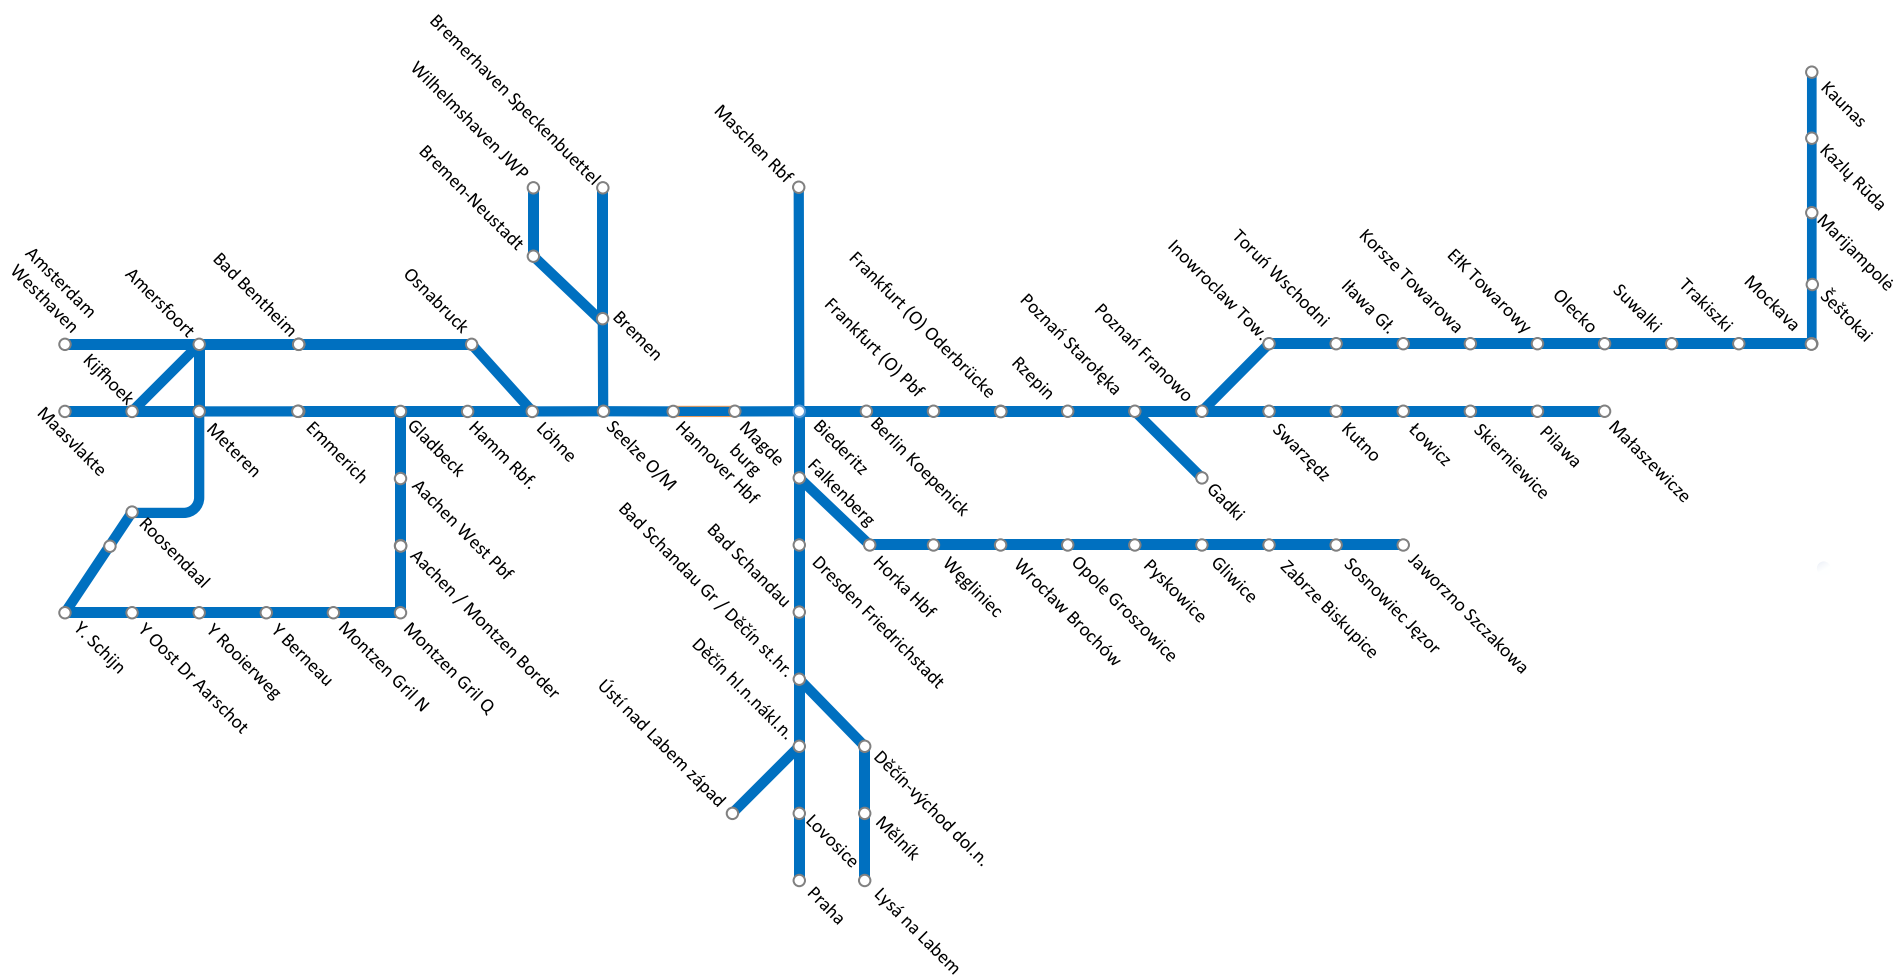 Bremerhaven Speckenbuettel
Wilhelmshaven JWP
Bremen-Neustadt
Bremen
Maschen Rbf
Kaunas
Kazlų Rūda
Marijampolė
Šeštokai
Amsterdam
Westhaven
Amersfoort
Bad Bentheim
Osnabruck
Inowroclaw Tow.
Toruń Wschodni
Iława Gł.
Korsze Towarowa
EłK Towarowy
Olecko
Suwalki
Trakiszki
Mockava
Kijfhoek
Maasvlakte
Meteren
Emmerich
Gladbeck
Hamm Rbf.
Löhne
Seelze O/M
Hannover Hbf
Magde
burg
Biederitz
Berlin Koepenick
Frankfurt (O) Pbf
Frankfurt (O) Oderbrücke
Rzepin
Poznań Starołęka
Poznań Franowo
Swarzędz
Kutno
Łowicz
Skierniewice
Pilawa
Małaszewicze
Gadki
Roosendaal
Aachen West Pbf
Aachen / Montzen Border
Y. Schijn
Y Oost Dr Aarschot
Y Rooierweg
Y Berneau
Montzen Gril N
Montzen Gril Q
Falkenberg
Horka Hbf
Węgliniec
Wrocław Brochów
Opole Groszowice
Pyskowice
Gliwice
Zabrze Biskupice
Sosnowiec Jęzor
Jaworzno Szczakowa
Dresden Friedrichstadt
Bad Schandau
Bad Schandau Gr / Děčín st.hr.
Děčín hl.n.nákl.n.
Ústí nad Labem západ
Děčín-východ dol.n.
Lovosice
Mělník
Praha
Lysá na Labem